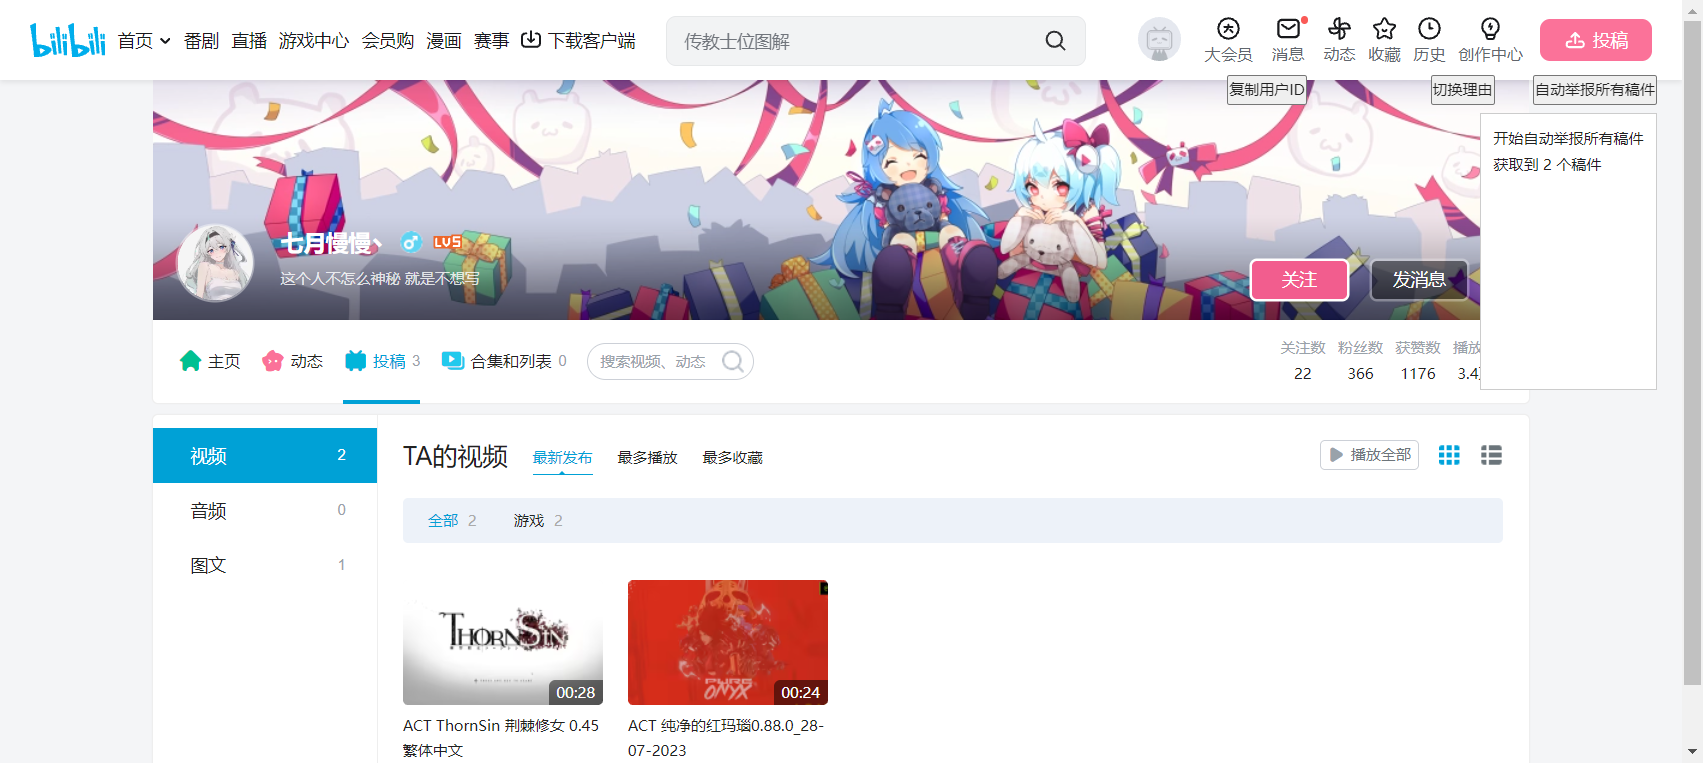 bilibili
首页 番剧 直播 游戏中心 会员购 漫画 赛事 下载客户端
传教士位图解
大会员 消息 动态 收藏 历史 创作中心 投稿
复制用户ID 切换理由 自动举报所有稿件
开始自动举报所有稿件
获取到 2 个稿件
七月慢慢丶 LV5
这个人不怎么神秘 就是不想写
关注 发消息
主页 动态 投稿 3 合集和列表 0 搜索视频、动态
关注数 粉丝数 获赞数 播放
22 366 1176 3.4
视频 2
音频 0
图文 1
TA的视频 最新发布 最多播放 最多收藏 播放全部
全部 2 游戏 2
THORNSIN
00:28
ONYX
00:24
ACT ThornSin 荆棘修女 0.45
繁体中文
ACT 纯净的红玛瑙0.88.0_28-
07-2023